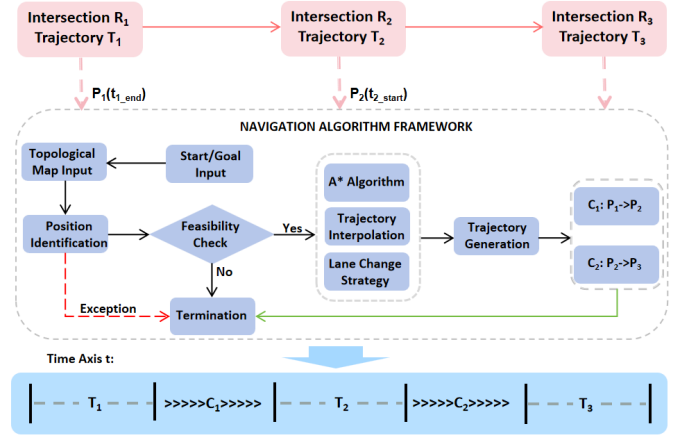 Intersection R₁
Trajectory T₁
Intersection R₂
Trajectory T₂
Intersection R₃
Trajectory T₃
P₁(t₁_end)
P₂(t₂_start)
NAVIGATION ALGORITHM FRAMEWORK
Topological
Map Input
Start/Goal
Input
Position
Identification
Feasibility
Check
Yes
No
Exception
Termination
A* Algorithm
Trajectory
Interpolation
Lane Change
Strategy
Trajectory
Generation
C₁: P₁->P₂
C₂: P₂->P₃
Time Axis t:
T₁ >>>>>C₁>>>>> T₂ >>>>>C₂>>>>> T₃